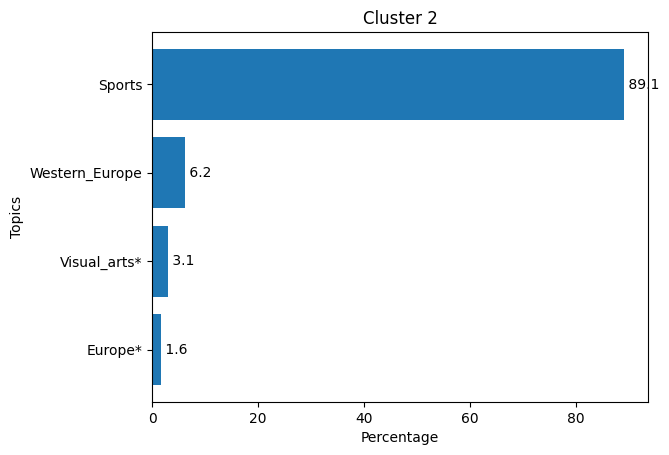 Cluster 2
Topics
Sports
89.1
Western_Europe
6.2
Visual_arts*
3.1
Europe*
1.6
0 20 40 60 80
Percentage